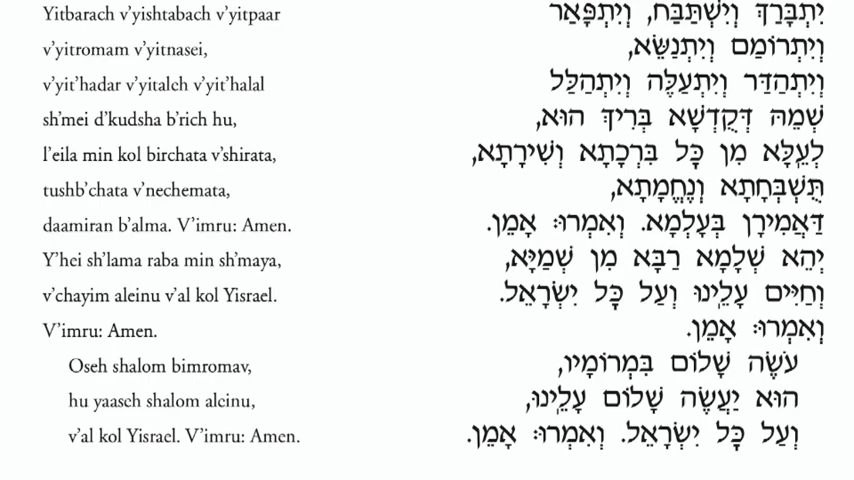 Yitbarach v'yishtabach v'yitpaar
v'yitromam v'yitnasei,
v'yit'hadar v'yitaleh v'yit'halal
sh'mei d'kudsha b'rich hu,
l'eila min kol birchata v'shirata,
tushb'chata v'nechemata,
daamiran b'alma. V'imru: Amen.
Y'hei sh'lama raba min sh'maya,
v'chayim aleinu v'al kol Yisrael.
V'imru: Amen.
Oseh shalom bimromav,
hu yaaseh shalom aleinu,
v'al kol Yisrael. V'imru: Amen.
יִתְבָּרַךְ וְיִשְׁתַּבַּח, וְיִתְפָּאַר
וְיִתְרוֹמַם וְיִתְנַשֵּׂא,
וְיִתְהַדַּר וְיִתְעַלֶּה וְיִתְהַלַּל
שְׁמֵהּ דְּקֻדְשָׁא בְּרִיךְ הוּא,
לְעֵֽלָּא מִן כׇּל בִּרְכָתָא וְשִׁירָתָא,
תֻּשְׁבְּחָתָא וְנֶחֱמָתָא,
דַּאֲמִירָן בְּעָלְמָא. וְאִמְרוּ: אָמֵן.
יְהֵא שְׁלָמָא רַבָּא מִן שְׁמַיָּא,
וְחַיִּים עָלֵֽינוּ וְעַל כׇּל יִשְׂרָאֵל.
וְאִמְרוּ: אָמֵן.
עֹשֶׂה שָׁלוֹם בִּמְרוֹמָיו,
הוּא יַעֲשֶׂה שָׁלוֹם עָלֵֽינוּ,
וְעַל כׇּל יִשְׂרָאֵל. וְאִמְרוּ: אָמֵן.